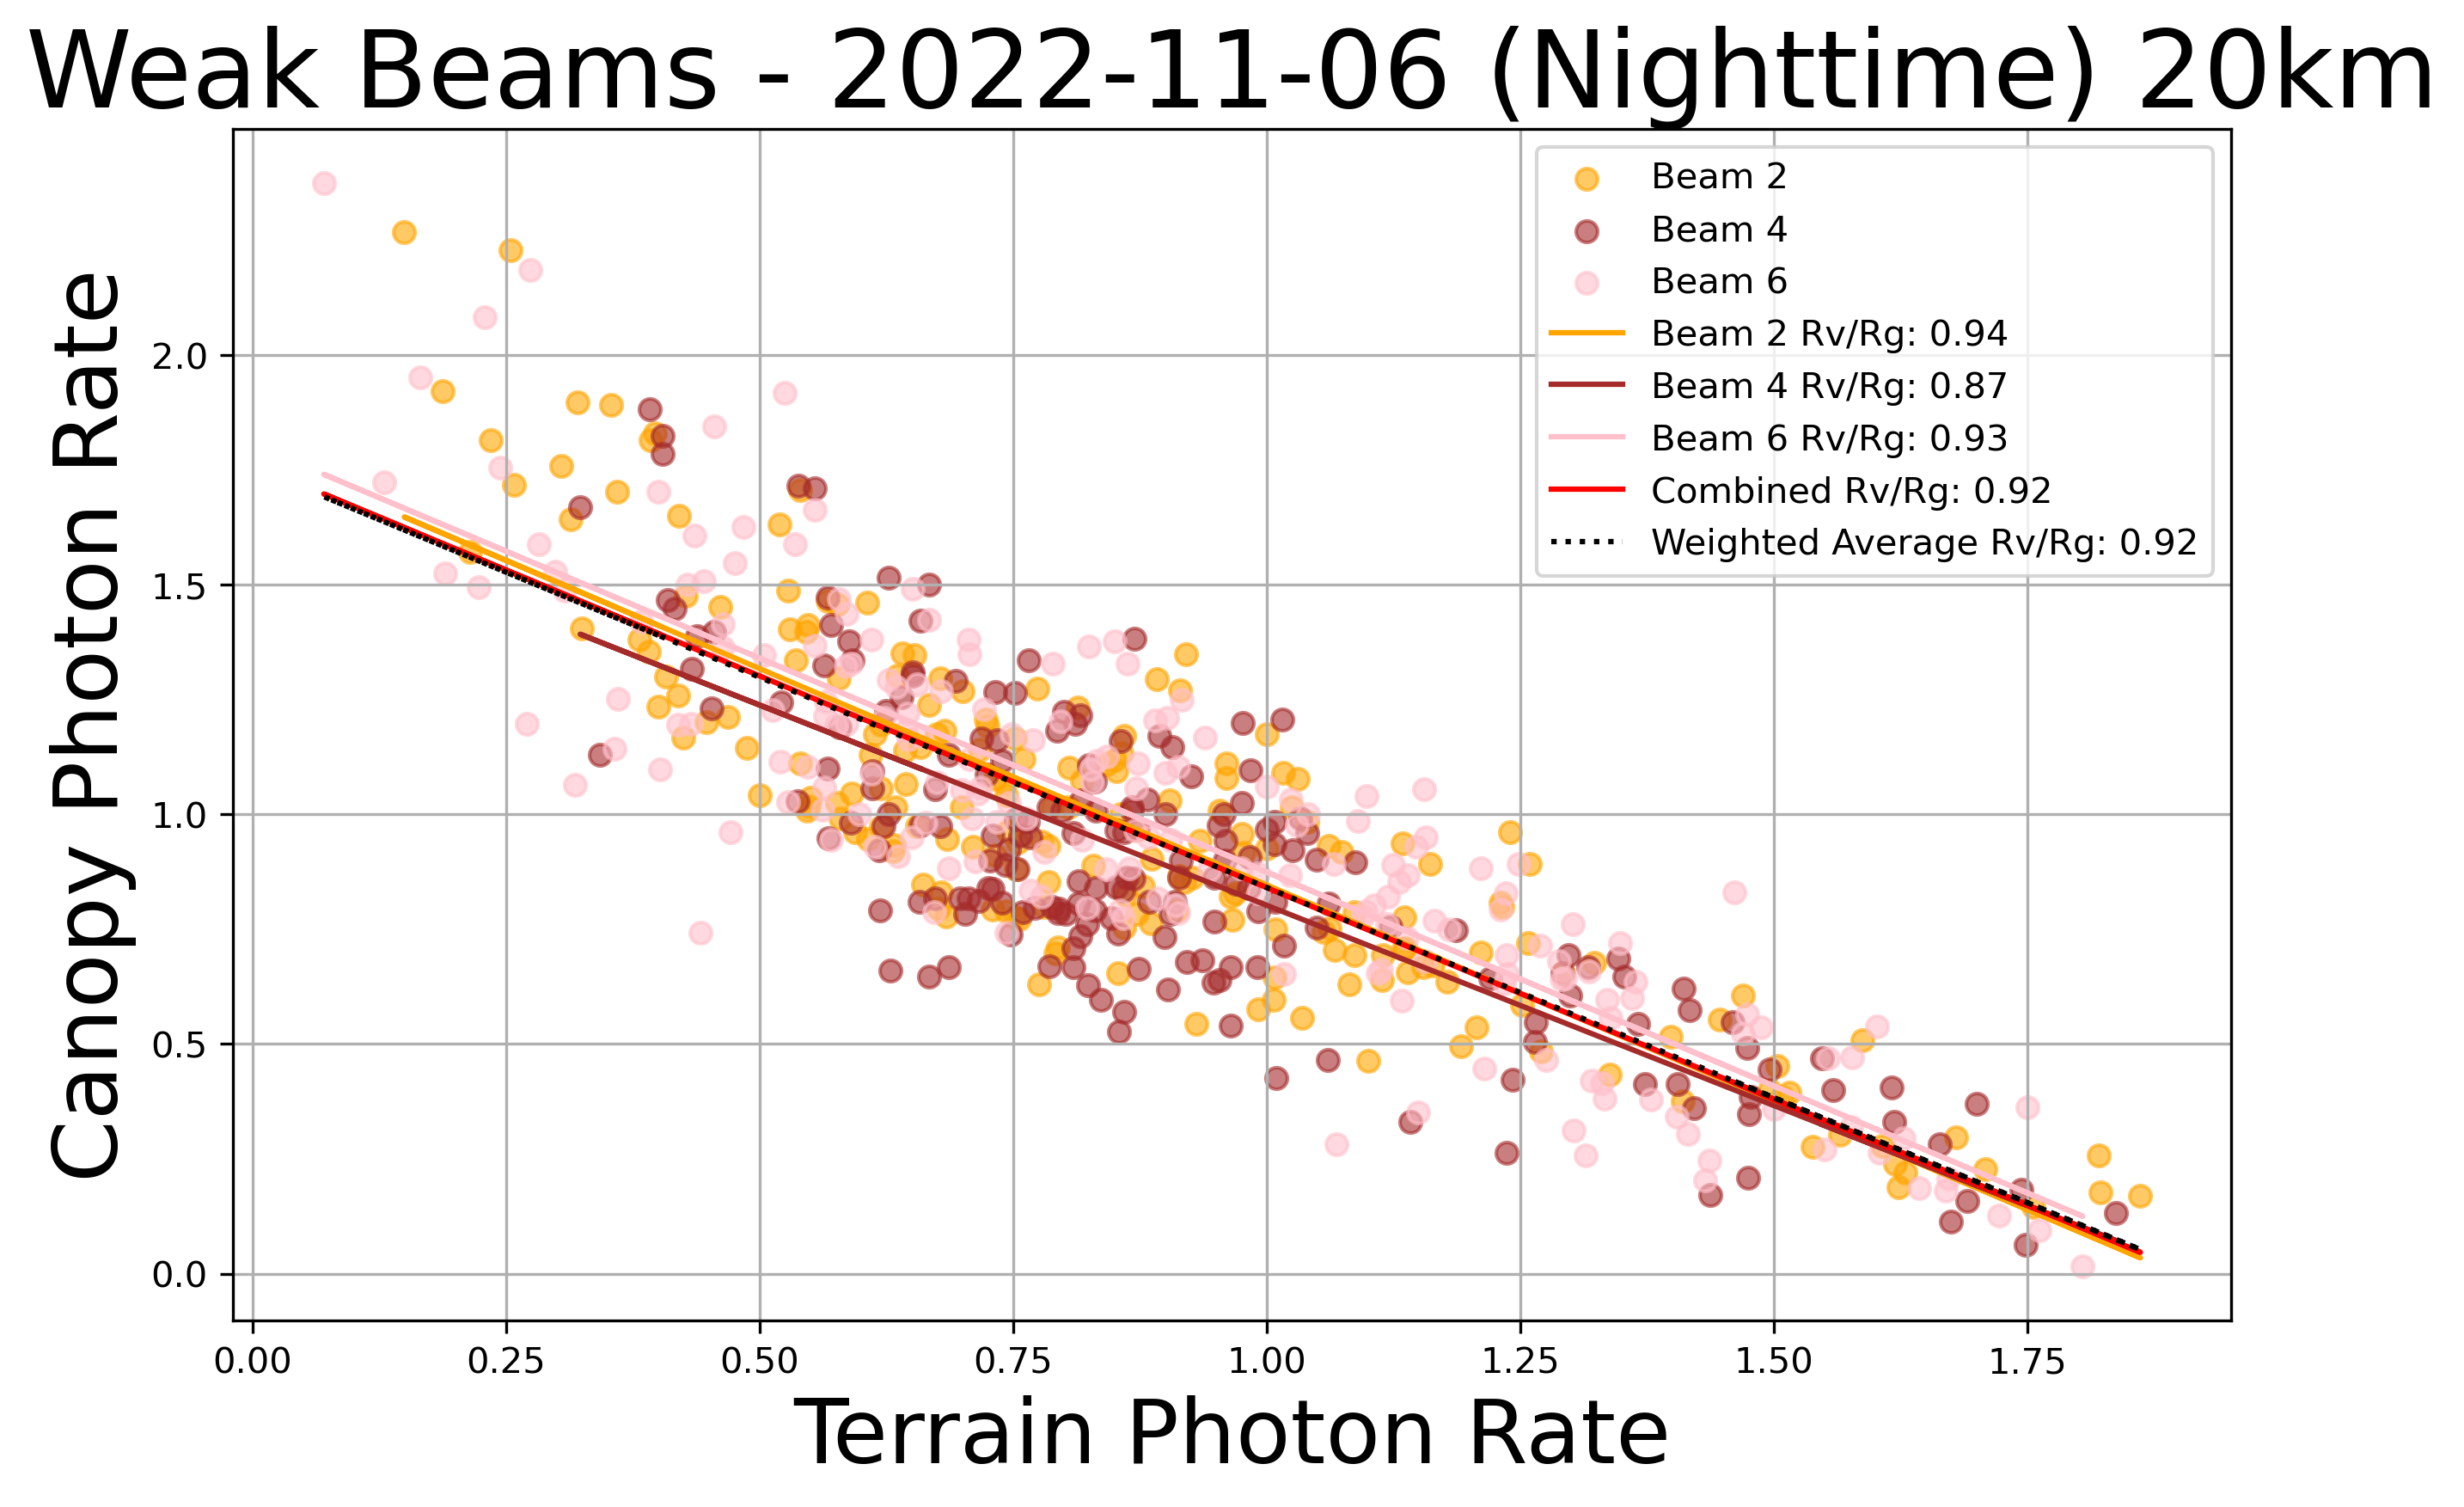 Weak Beams - 2022-11-06 (Nighttime) 20km
Canopy Photon Rate
2.0
1.5
1.0
0.5
0.0
Beam 2
Beam 4
Beam 6
Beam 2 Rv/Rg: 0.94
Beam 4 Rv/Rg: 0.87
Beam 6 Rv/Rg: 0.93
Combined Rv/Rg: 0.92
Weighted Average Rv/Rg: 0.92
0.00 0.25 0.50 0.75 1.00 1.25 1.50 1.75
Terrain Photon Rate